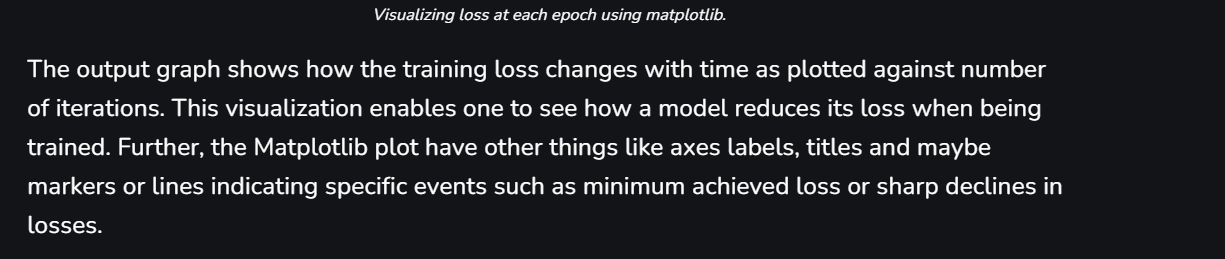 Visualizing loss at each epoch using matplotlib.
The output graph shows how the training loss changes with time as plotted against number
of iterations. This visualization enables one to see how a model reduces its loss when being
trained. Further, the Matplotlib plot have other things like axes labels, titles and maybe
markers or lines indicating specific events such as minimum achieved loss or sharp declines in
losses.